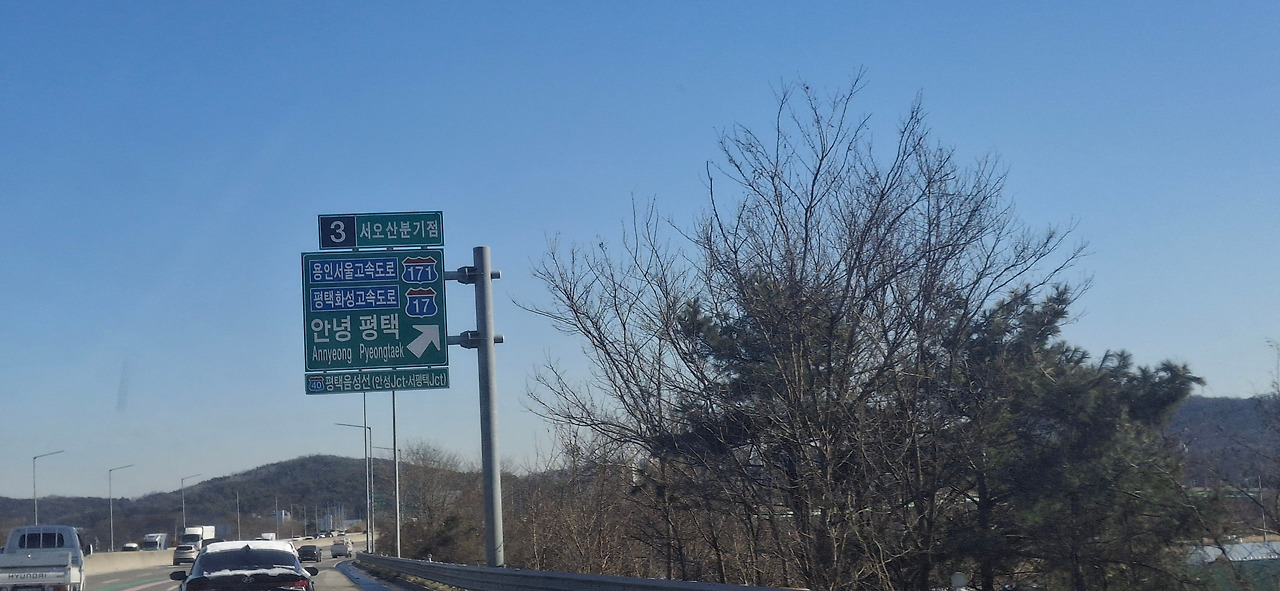 3 서오산분기점
용인서울고속도로 171
평택화성고속도로 17
안녕 평택
Annyeong Pyeongtaek
40 평택음성선 (안성Jct·서평택Jct)
HYUNDAI